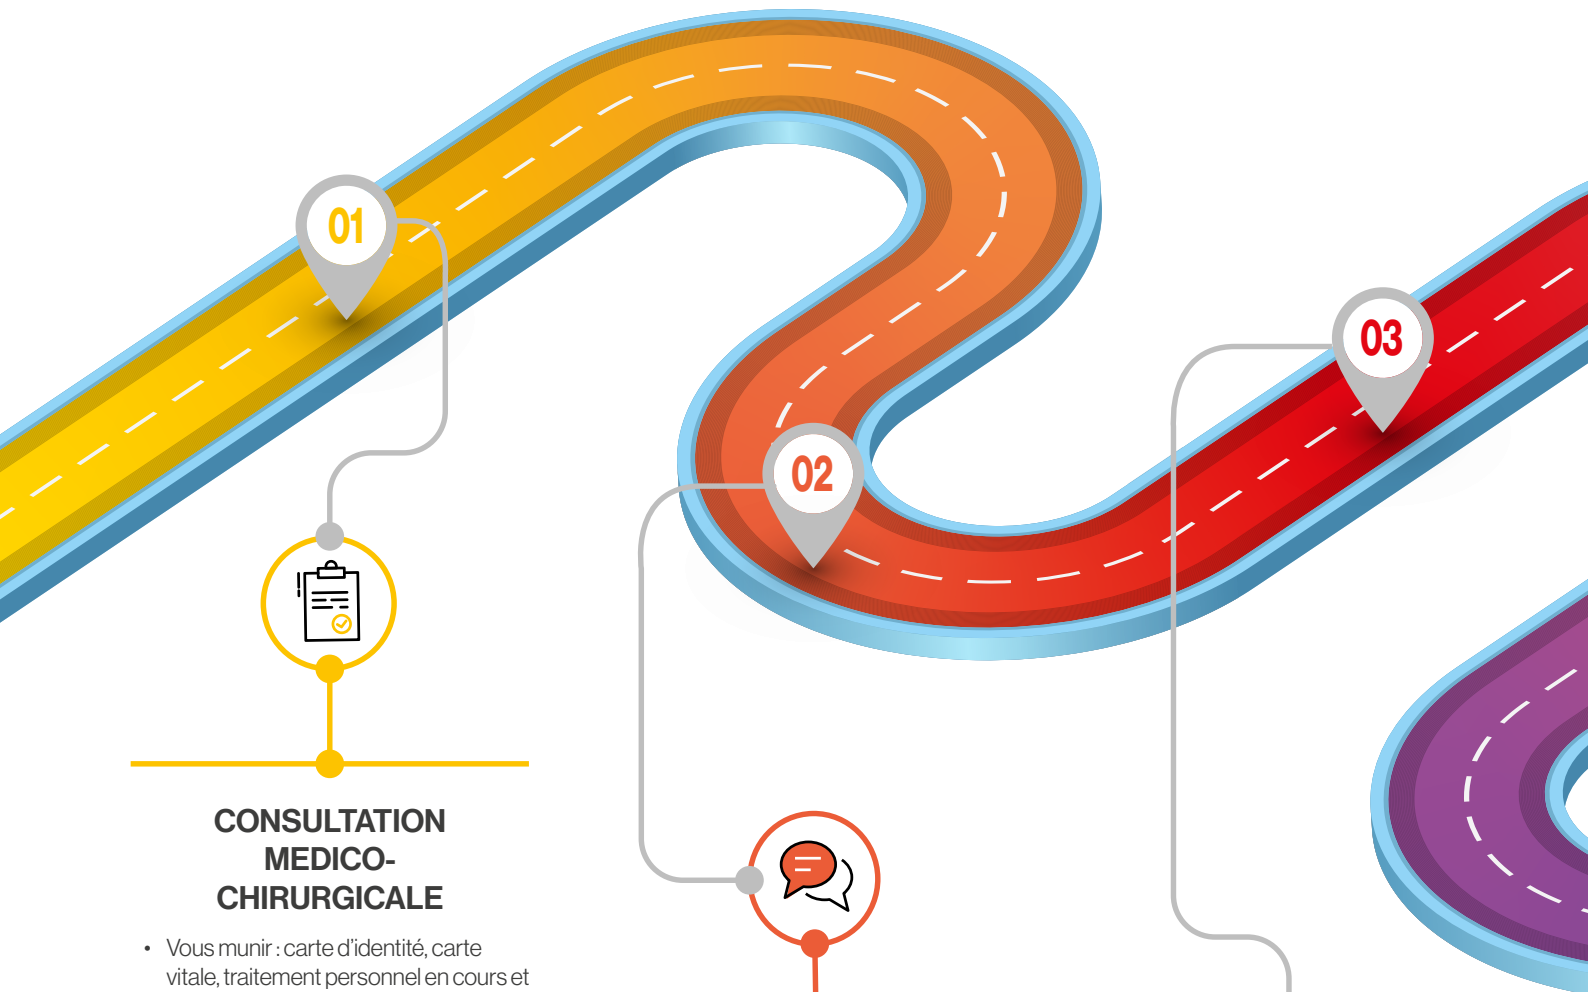 01
02
03
CONSULTATION
MEDICO-
CHIRURGICALE
• Vous munir : carte d’identité, carte
vitale, traitement personnel en cours et